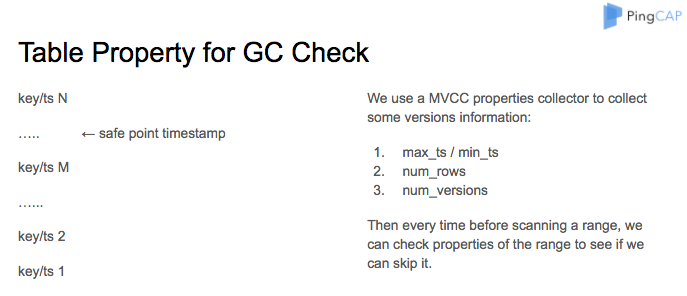 PingCAP
Table Property for GC Check
key/ts N
..... ← safe point timestamp
key/ts M
......
key/ts 2
key/ts 1
We use a MVCC properties collector to collect
some versions information:
1. max_ts / min_ts
2. num_rows
3. num_versions
Then every time before scanning a range, we
can check properties of the range to see if we
can skip it.